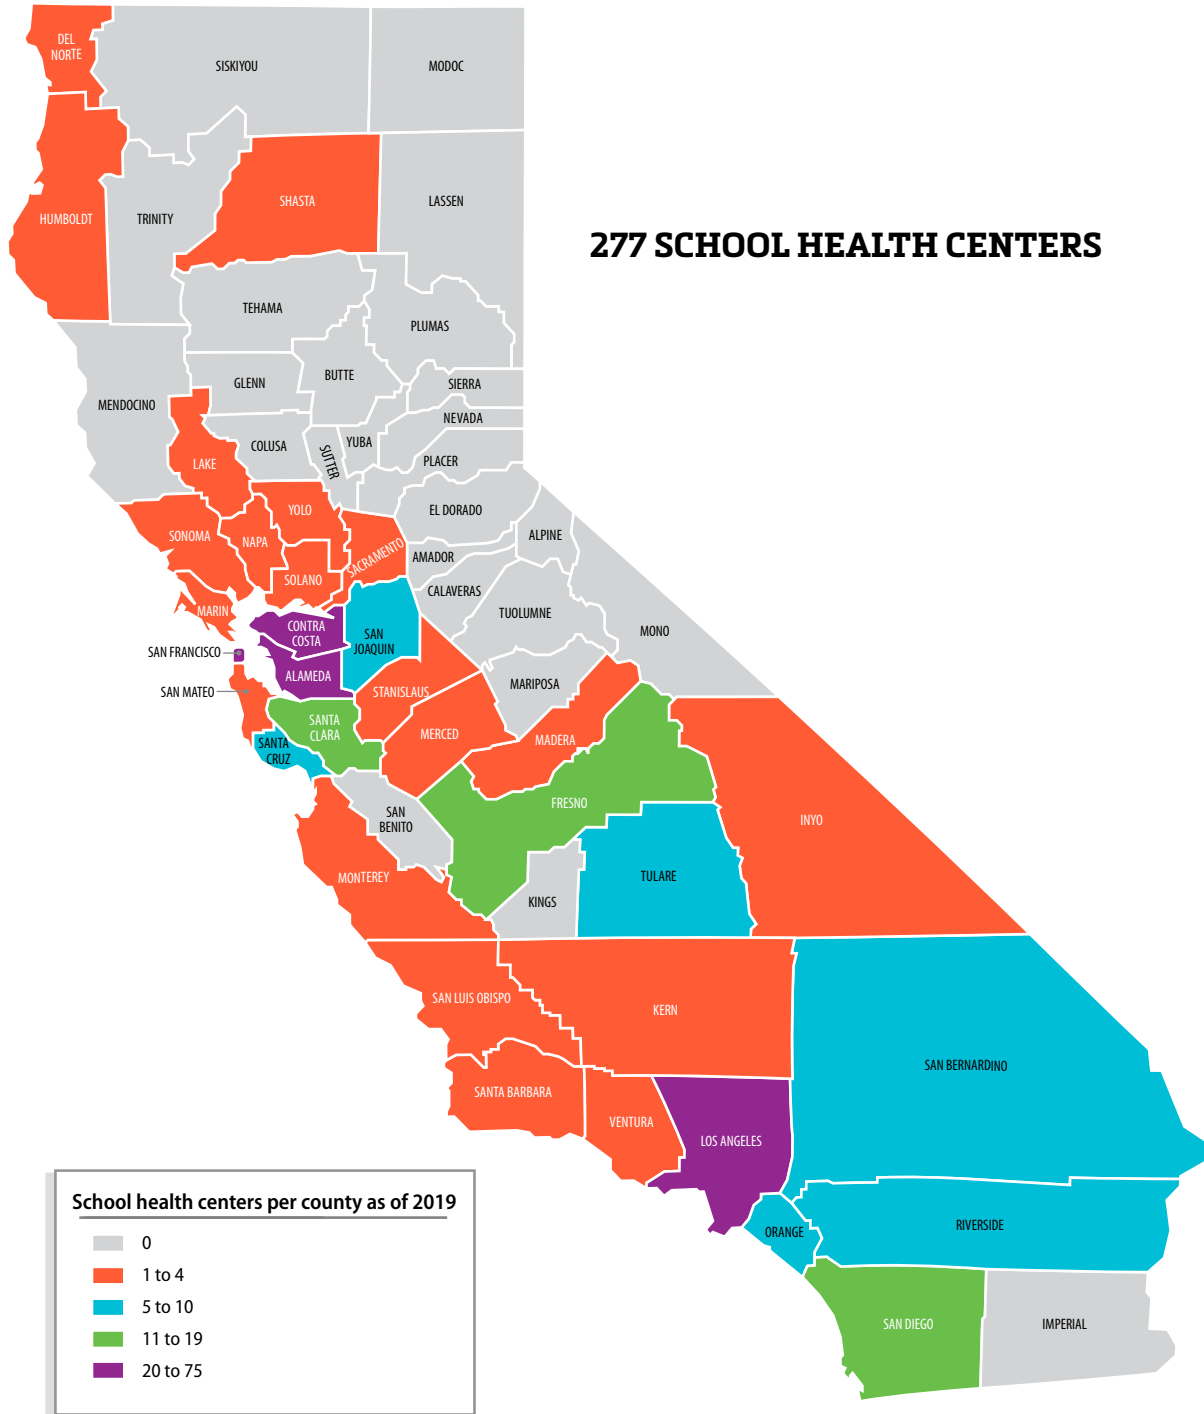 DEL
NORTE
SISKIYOU
MODOC
HUMBOLDT
TRINITY
SHASTA
LASSEN
277 SCHOOL HEALTH CENTERS
TEHAMA
PLUMAS
GLENN
BUTTE
SIERRA
MENDOCINO
NEVADA
COLUSA
SUTTER
YUBA
PLACER
LAKE
YOLO
EL DORADO
SONOMA
NAPA
SACRAMENTO
ALPINE
AMADOR
SOLANO
CALAVERAS
MARIN
TUOLUMNE
CONTRA
COSTA
SAN
JOAQUIN
MONO
SAN FRANCISCO
ALAMEDA
MARIPOSA
SAN MATEO
STANISLAUS
SANTA
CLARA
MERCED
MADERA
SANTA
CRUZ
FRESNO
SAN
BENITO
INYO
MONTEREY
TULARE
KINGS
SAN LUIS OBISPO
KERN
SAN BERNARDINO
SANTA BARBARA
VENTURA
LOS ANGELES
ORANGE
RIVERSIDE
SAN DIEGO
IMPERIAL
School health centers per county as of 2019
0
1 to 4
5 to 10
11 to 19
20 to 75